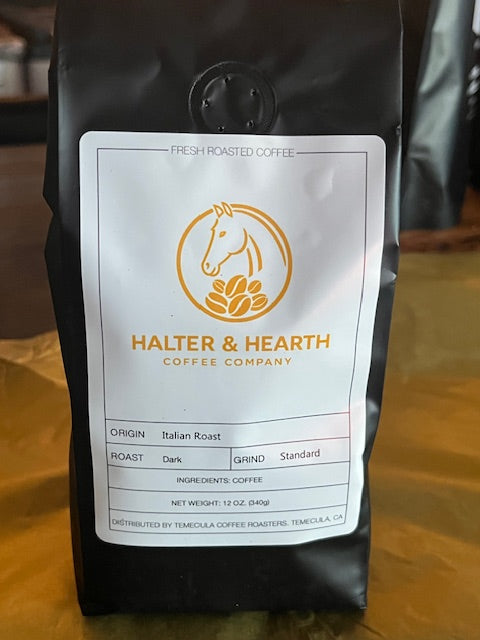 FRESH ROASTED COFFEE
HALTER & HEARTH
COFFEE COMPANY
ORIGIN Italian Roast
ROAST Dark GRIND Standard
INGREDIENTS: COFFEE
NET WEIGHT: 12 OZ. (340g)
DISTRIBUTED BY TEMECULA COFFEE ROASTERS. TEMECULA, CA